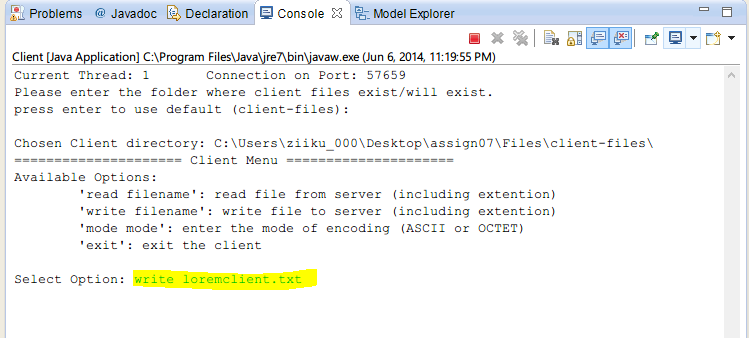 Problems @ Javadoc Declaration Console Model Explorer
Client [Java Application] C:\Program Files\Java\jre7\bin\javaw.exe (Jun 6, 2014, 11:19:55 PM)
Current Thread: 1 Connection on Port: 57659
Please enter the folder where client files exist/will exist.
press enter to use default (client-files):
Chosen Client directory: C:\Users\ziiku_000\Desktop\assign07\Files\client-files\
===================== Client Menu =====================
Available Options:
'read filename': read file from server (including extention)
'write filename': write file to server (including extention)
'mode mode': enter the mode of encoding (ASCII or OCTET)
'exit': exit the client
Select Option: write loremclient.txt